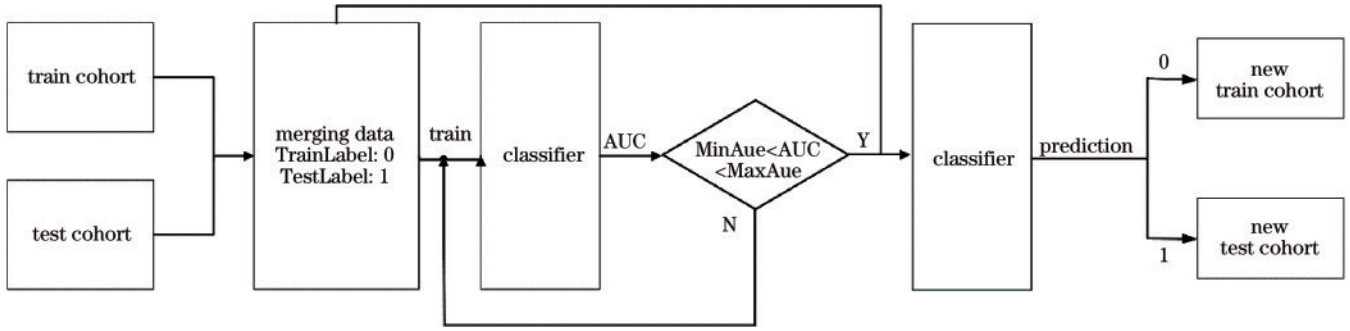 train cohort
test cohort
merging data
TrainLabel: 0
TestLabel: 1
train
classifier
AUC
MinAue<AUC
<MaxAue
Y
N
classifier
prediction
0
1
new
train cohort
new
test cohort